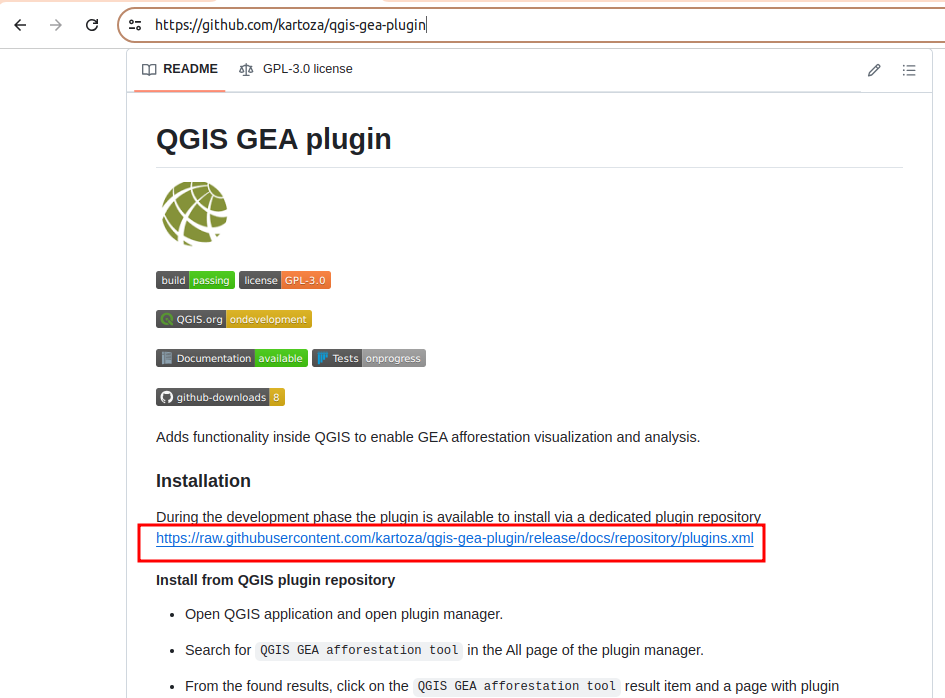 https://github.com/kartoza/qgis-gea-plugin
README GPL-3.0 license
QGIS GEA plugin
build passing license GPL-3.0
QGIS.org ondevelopment
Documentation available Tests onprogress
github-downloads 8
Adds functionality inside QGIS to enable GEA afforestation visualization and analysis.
Installation
During the development phase the plugin is available to install via a dedicated plugin repository
https://raw.githubusercontent.com/kartoza/qgis-gea-plugin/release/docs/repository/plugins.xml
Install from QGIS plugin repository
• Open QGIS application and open plugin manager.
• Search for QGIS GEA afforestation tool in the All page of the plugin manager.
• From the found results, click on the QGIS GEA afforestation tool result item and a page with plugin